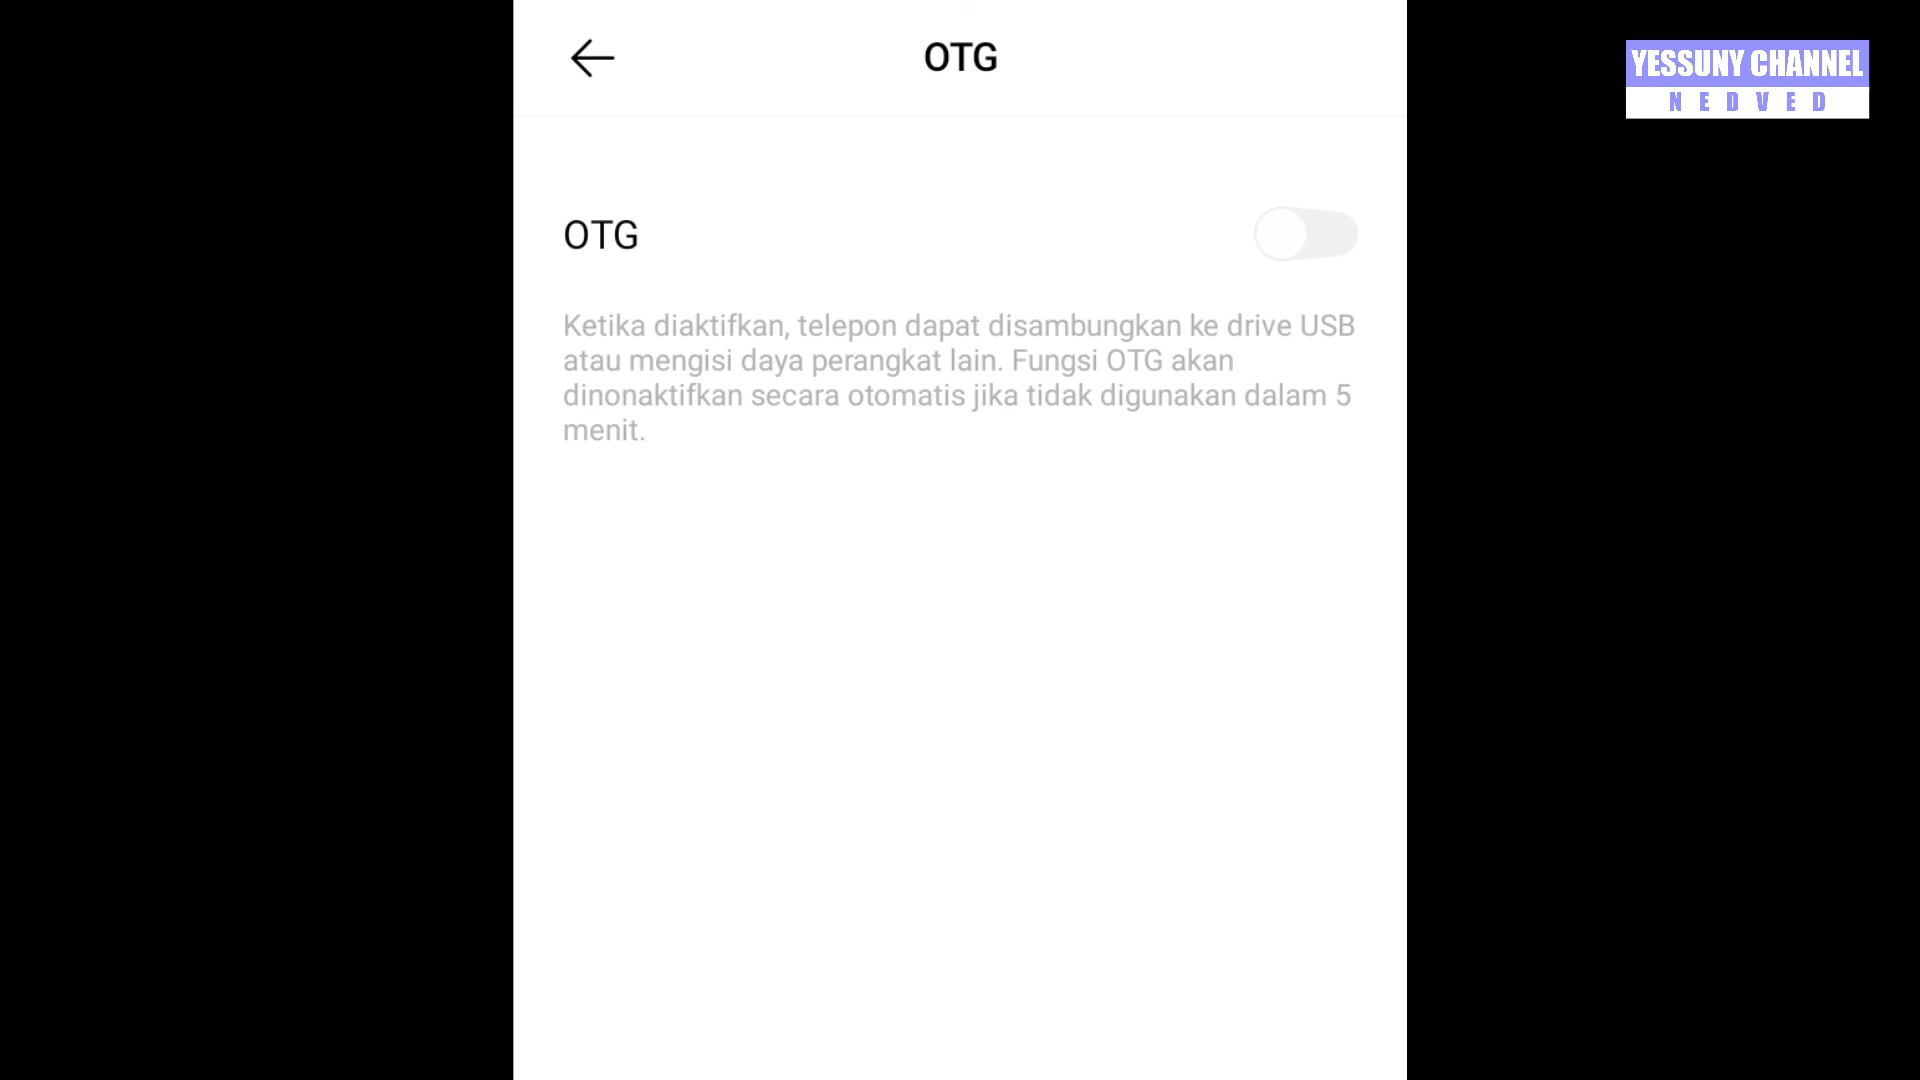 OTG
YESSUNY CHANNEL
NEDVED
OTG
Ketika diaktifkan, telepon dapat disambungkan ke drive USB
atau mengisi daya perangkat lain. Fungsi OTG akan
dinonaktifkan secara otomatis jika tidak digunakan dalam 5
menit.